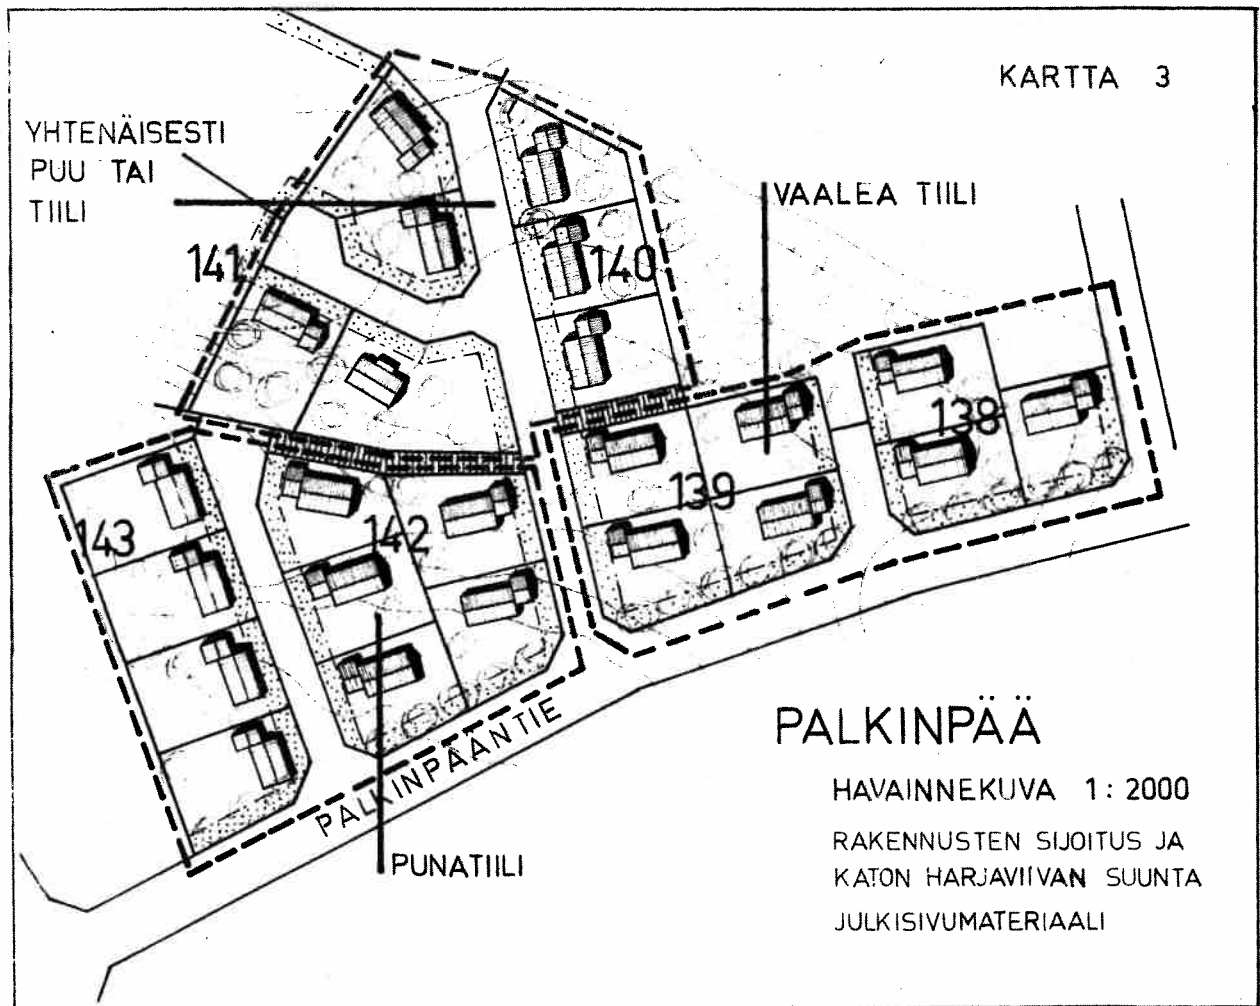 KARTTA 3
YHTENÄISESTI
PUU TAI
TIILI
VAALEA TIILI
141
140
138
139
142
143
PALKINPÄÄNTIE
PUNATIILI
PALKINPÄÄ
HAVAINNEKUVA 1:2000
RAKENNUSTEN SIJOITUS JA
KATON HARJAVIIVAN SUUNTA
JULKISIVUMATERIAALI